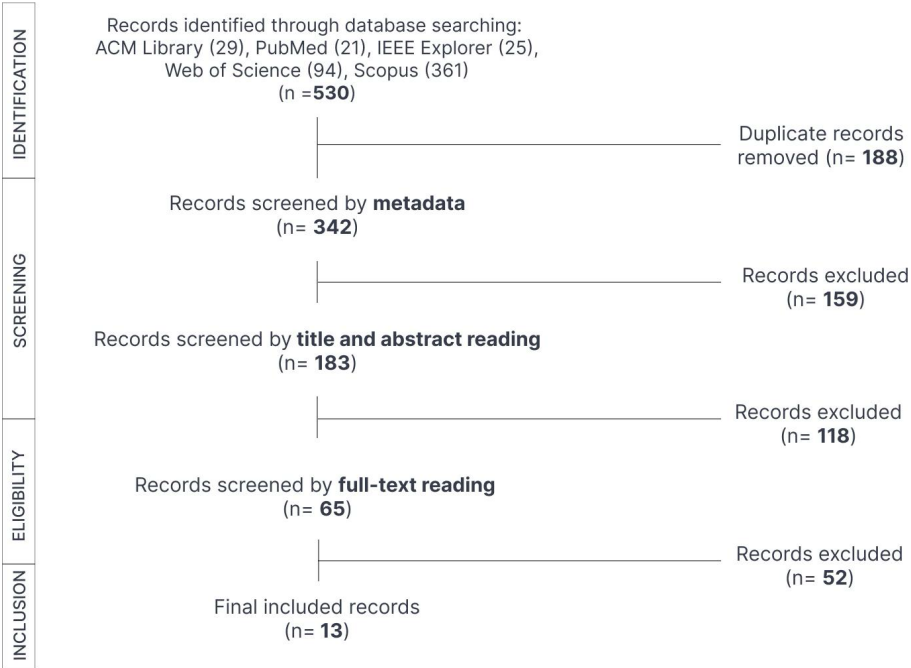 IDENTIFICATION
Records identified through database searching:
ACM Library (29), PubMed (21), IEEE Explorer (25),
Web of Science (94), Scopus (361)
(n =530)
Duplicate records
removed (n= 188)
SCREENING
Records screened by metadata
(n= 342)
Records excluded
(n= 159)
Records screened by title and abstract reading
(n= 183)
Records excluded
(n= 118)
ELIGIBILITY
Records screened by full-text reading
(n= 65)
Records excluded
(n= 52)
INCLUSION
Final included records
(n= 13)